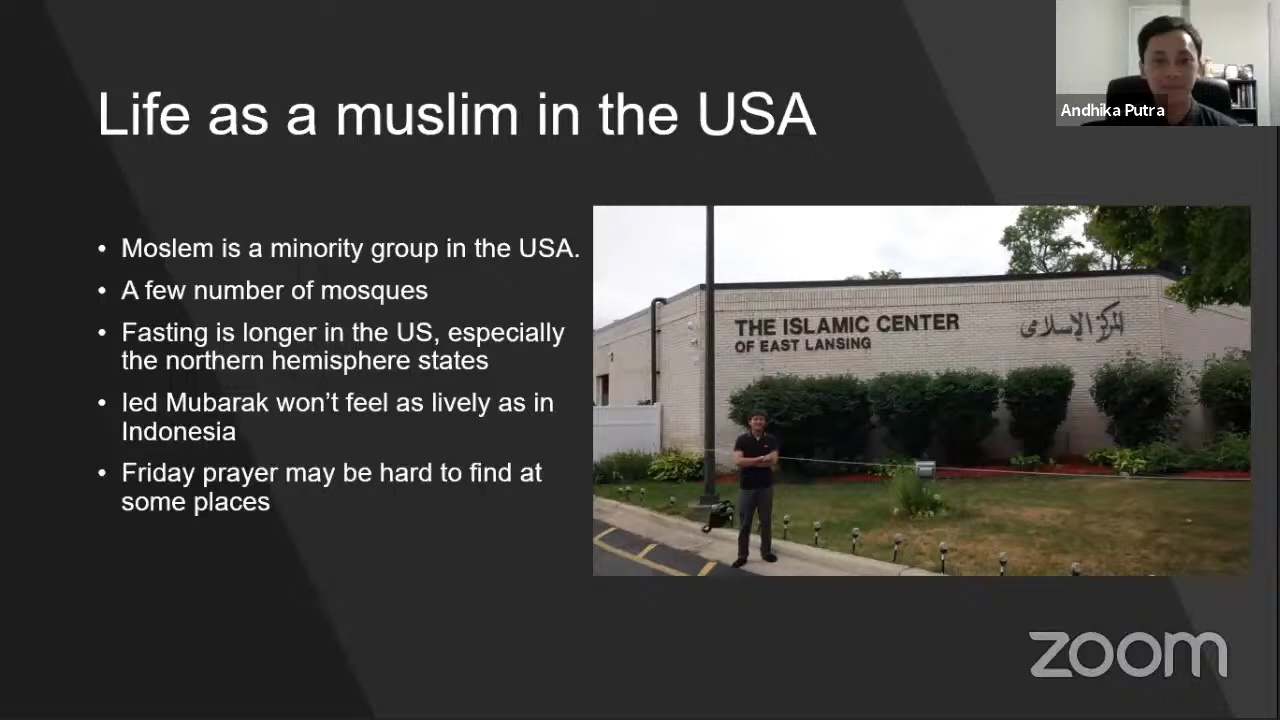 Life as a muslim in the USA
Andhika Putra
• Moslem is a minority group in the USA.
• A few number of mosques
• Fasting is longer in the US, especially
the northern hemisphere states
• Ied Mubarak won’t feel as lively as in
Indonesia
• Friday prayer may be hard to find at
some places
THE ISLAMIC CENTER
OF EAST LANSING
المركز الإسلامي
zoom